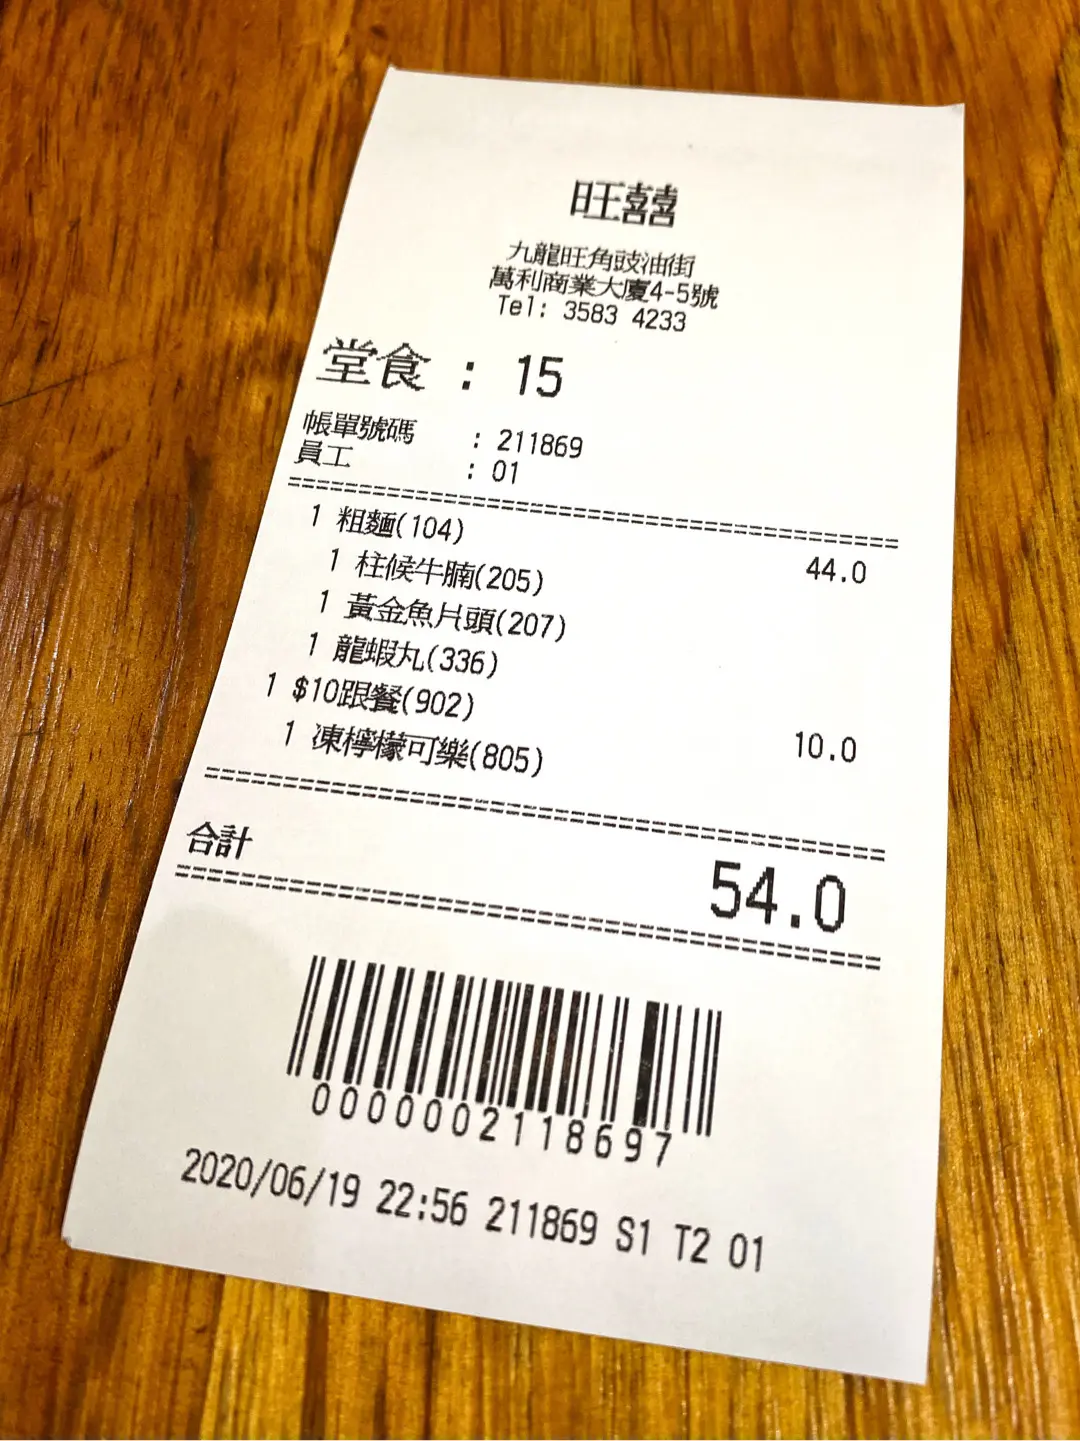 旺囍
九龍旺角豉油街
萬利商業大廈4-5號
Tel: 3583 4233
堂食 : 15
帳單號碼 : 211869
員工 : 01
1 粗麵(104) 44.0
1 柱候牛腩(205)
1 黃金魚片頭(207)
1 龍蝦丸(336)
1 $10跟餐(902) 10.0
1 凍檸檬可樂(805)
合計 54.0
0000002118697
2020/06/19 22:56 211869 S1 T2 01